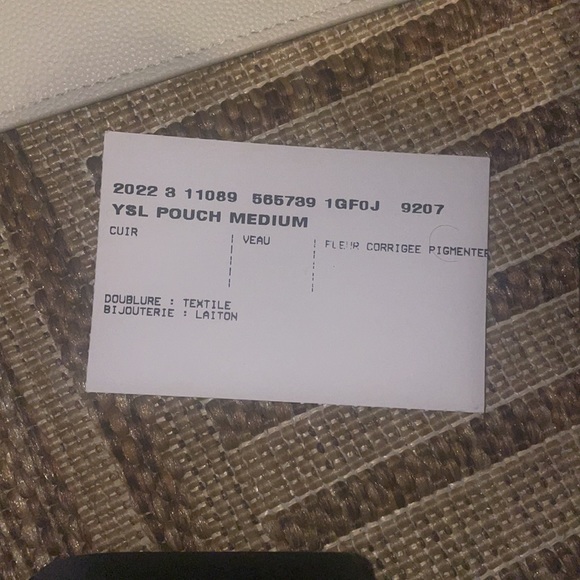 2022 3 11089 565739 1GF0J 9207
YSL POUCH MEDIUM
CUIR
VEAU
FLEUR CORRIGEE PIGMENTEE
DOUBLURE : TEXTILE
BIJOUTERIE : LAITON